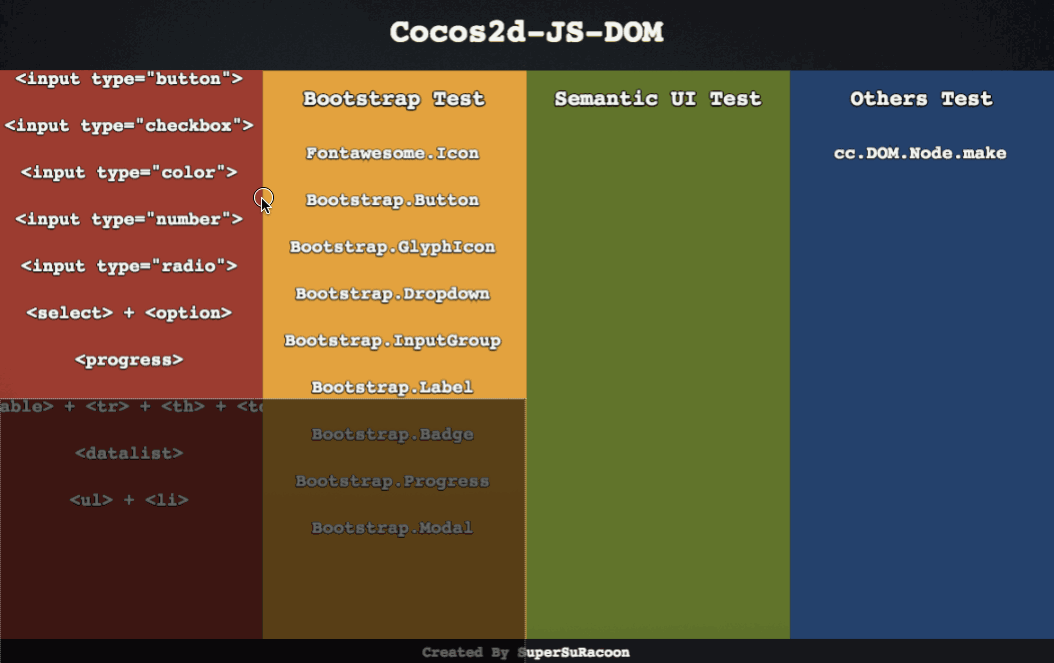 Cocos2d-JS-DOM
<input type="button">
<input type="checkbox">
<input type="color">
<input type="number">
<input type="radio">
<select> + <option>
<progress>
able> + <tr> + <th> + <t
<datalist>
<ul> + <li>
Bootstrap Test
Fontawesome.Icon
Bootstrap.Button
Bootstrap.GlyphIcon
Bootstrap.Dropdown
Bootstrap.InputGroup
Bootstrap.Label
Bootstrap.Badge
Bootstrap.Progress
Bootstrap.Modal
Semantic UI Test
Others Test
cc.DOM.Node.make
Created By SuperSuRacoon